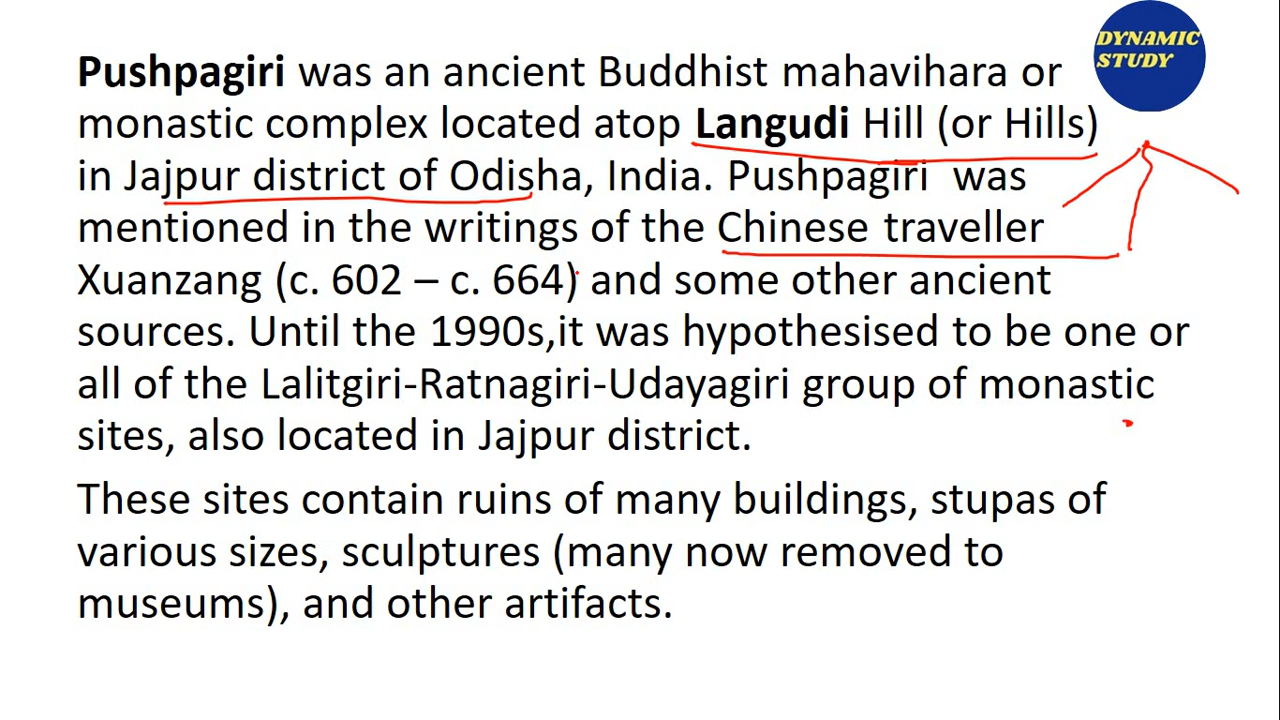 DYNAMIC
STUDY
Pushpagiri was an ancient Buddhist mahavihara or
monastic complex located atop Langudi Hill (or Hills)
in Jajpur district of Odisha, India. Pushpagiri was
mentioned in the writings of the Chinese traveller
Xuanzang (c. 602 – c. 664) and some other ancient
sources. Until the 1990s,it was hypothesised to be one or
all of the Lalitgiri-Ratnagiri-Udayagiri group of monastic
sites, also located in Jajpur district.
These sites contain ruins of many buildings, stupas of
various sizes, sculptures (many now removed to
museums), and other artifacts.